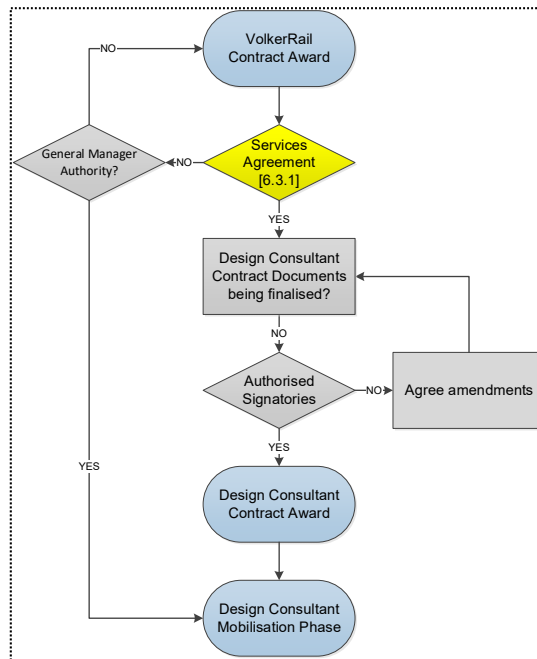 VolkerRail
Contract Award
NO
General Manager
Authority?
NO
Services
Agreement
[6.3.1]
YES
Design Consultant
Contract Documents
being finalised?
NO
Authorised
Signatories
NO
Agree amendments
YES
YES
Design Consultant
Contract Award
Design Consultant
Mobilisation Phase